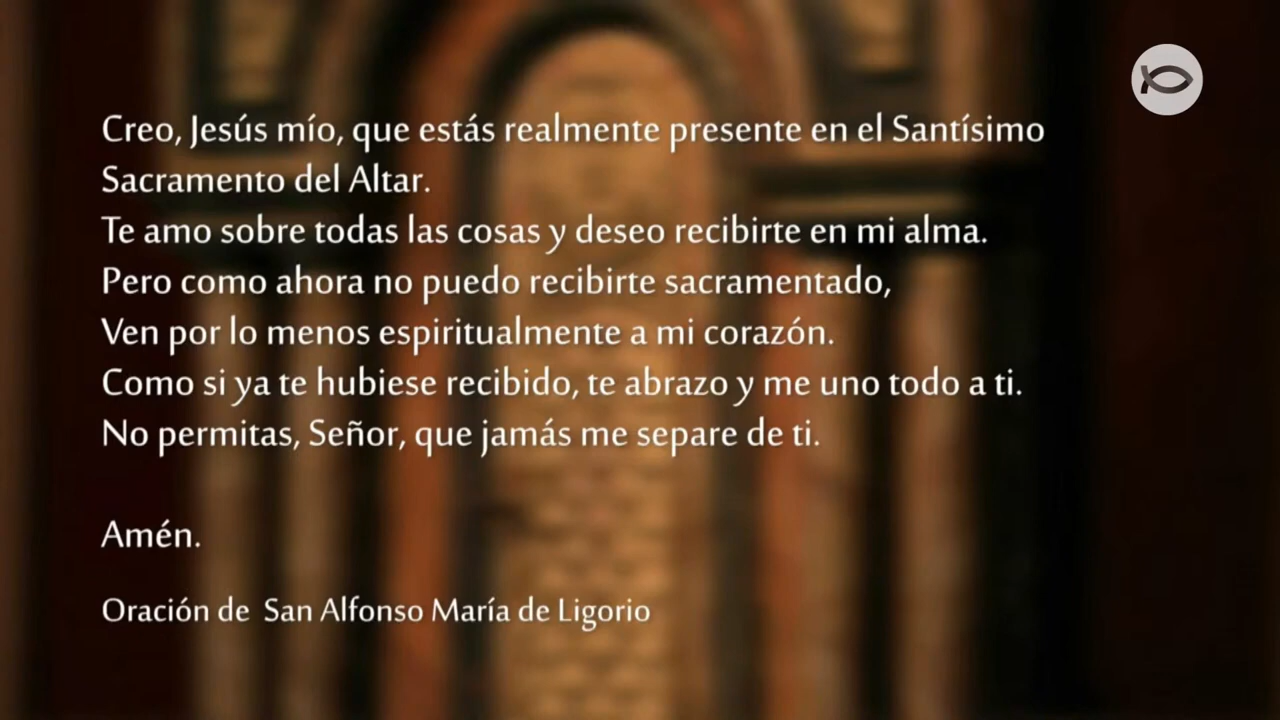 Creo, Jesús mío, que estás realmente presente en el Santísimo
Sacramento del Altar.
Te amo sobre todas las cosas y deseo recibirte en mi alma.
Pero como ahora no puedo recibirte sacramentado,
Ven por lo menos espiritualmente a mi corazón.
Como si ya te hubiese recibido, te abrazo y me uno todo a ti.
No permitas, Señor, que jamás me separe de ti.
Amén.
Oración de  San Alfonso María de Ligorio